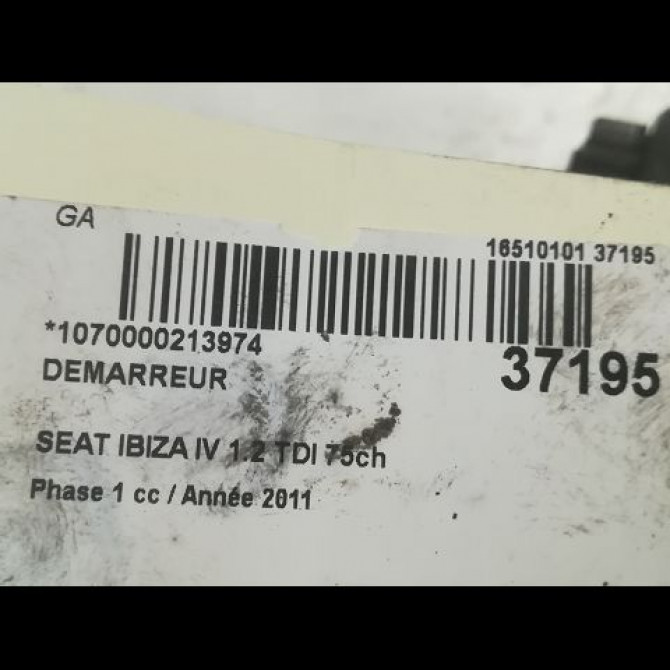 GA
16510101 37195
*1070000213974
37195
DEMARREUR
SEAT IBIZA IV 1.2 TDI 75ch
Phase 1 cc / Année 2011